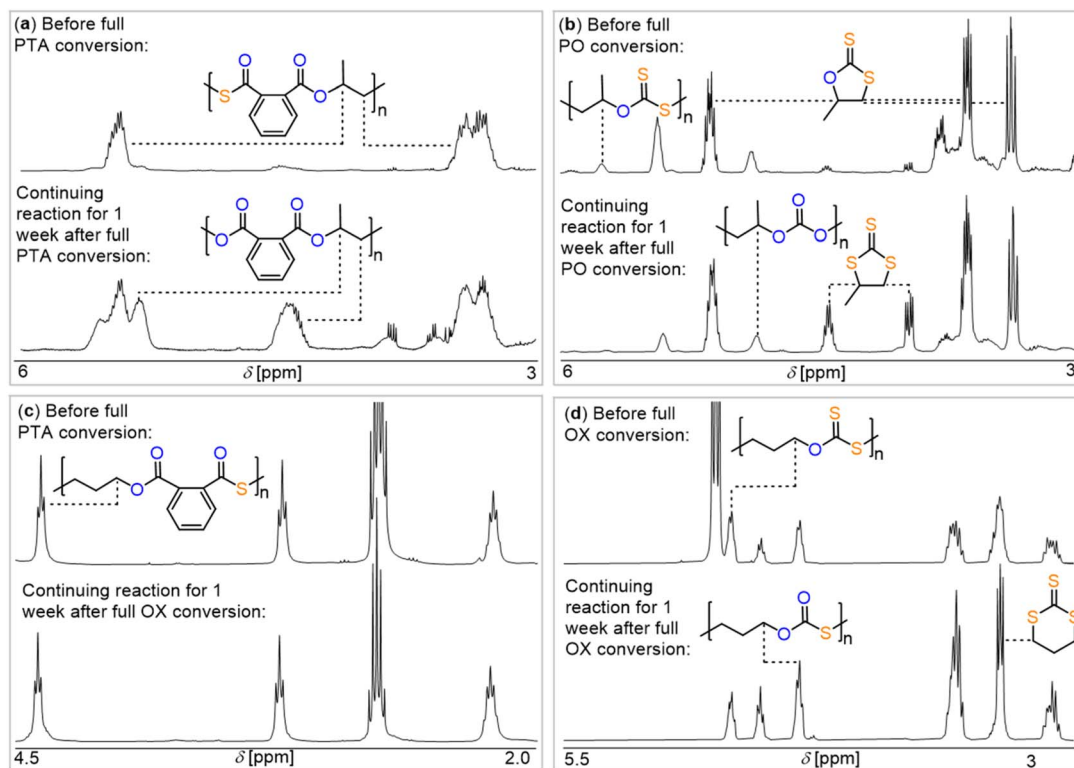 (a) Before full
PTA conversion:
O
O
S
O
n
Continuing
reaction for 1
week after full
PTA conversion:
O
O
O
O
n
6
δ [ppm]
3
(b) Before full
PO conversion:
S
O
S
n
S
O
S
Continuing
reaction for 1
week after full
PO conversion:
O
O
O
n
S
S
S
6
δ [ppm]
3
(c) Before full
PTA conversion:
O
O
O
S
n
Continuing reaction for 1
week after full OX conversion:
4.5
δ [ppm]
2.0
(d) Before full
OX conversion:
S
O
S
n
Continuing
reaction for 1
week after full
OX conversion:
O
O
S
n
S
S
S
5.5
δ [ppm]
3